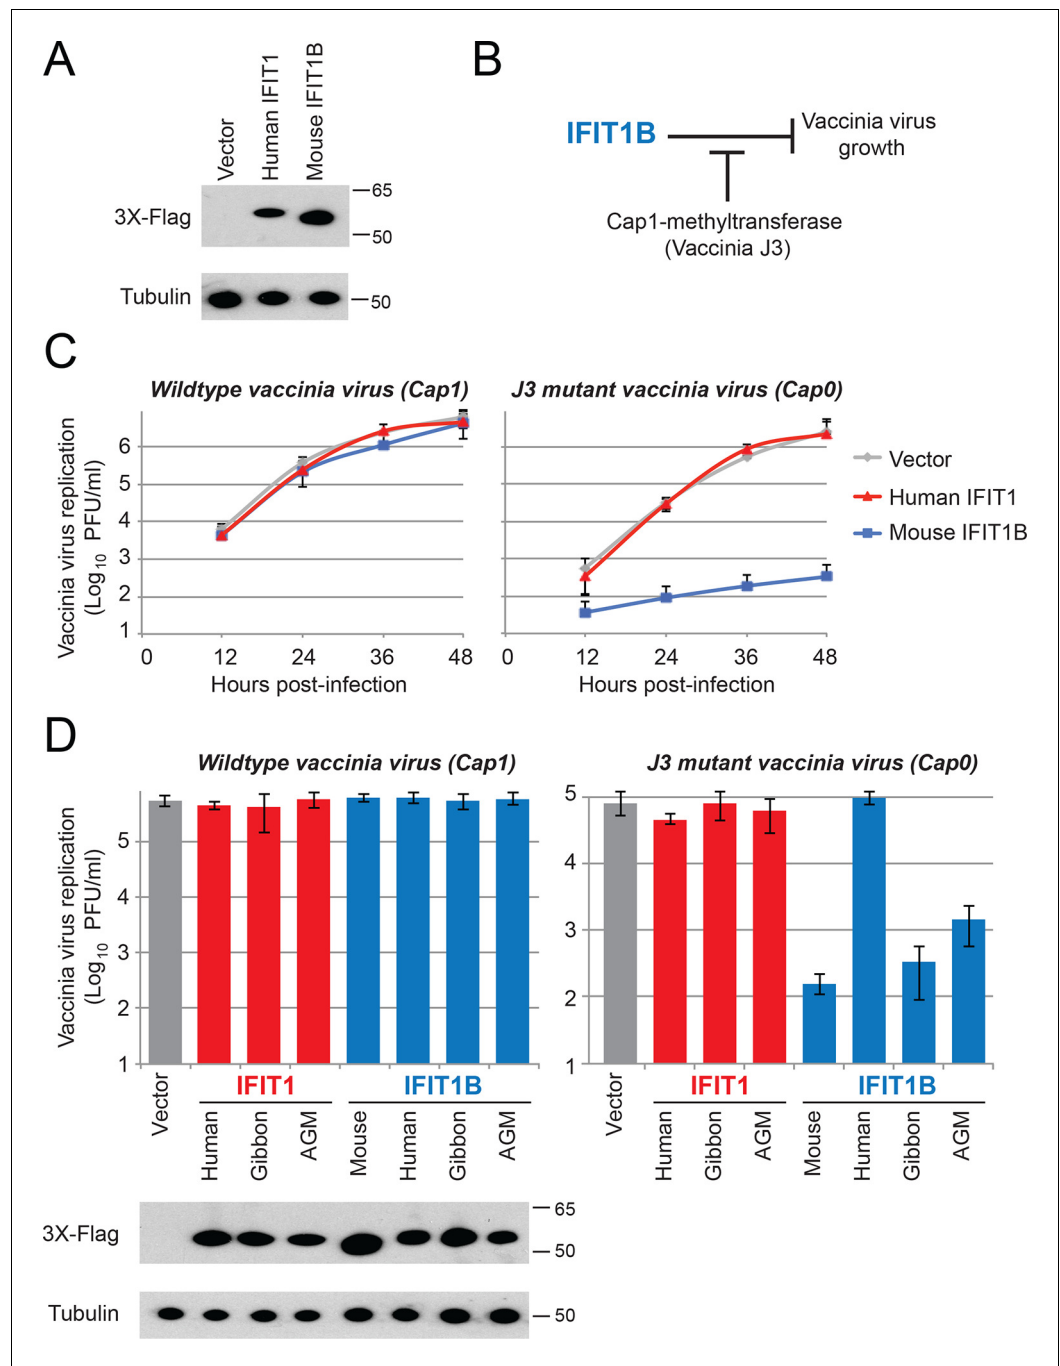 A
Vector
Human IFIT1
Mouse IFIT1B
3X-Flag
65
50
Tubulin
50
B
IFIT1B
Vaccinia virus
growth
Cap1-methyltransferase
(Vaccinia J3)
C
Wildtype vaccinia virus (Cap1)
Vaccinia virus replication
(Log10 PFU/ml)
6
5
4
3
2
1
0 12 24 36 48
Hours post-infection
J3 mutant vaccinia virus (Cap0)
0 12 24 36 48
Hours post-infection
Vector
Human IFIT1
Mouse IFIT1B
D
Wildtype vaccinia virus (Cap1)
Vaccinia virus replication
(Log10 PFU/ml)
5
4
3
2
1
Vector
IFIT1
Human
Gibbon
AGM
IFIT1B
Mouse
Human
Gibbon
AGM
J3 mutant vaccinia virus (Cap0)
5
4
3
2
1
Vector
IFIT1
Human
Gibbon
AGM
IFIT1B
Mouse
Human
Gibbon
AGM
3X-Flag
65
50
Tubulin
50